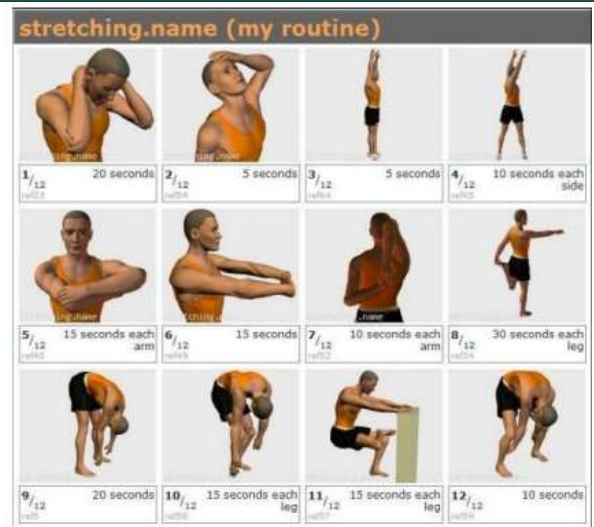 stretching.name (my routine)
1/12 20 seconds
2/12 5 seconds
3/12 5 seconds
4/12 10 seconds each
side
5/12 15 seconds each
arm
6/12 15 seconds
7/12 10 seconds each
arm
8/12 30 seconds each
leg
9/12 20 seconds
10/12 15 seconds each
leg
11/12 15 seconds each
leg
12/12 10 seconds